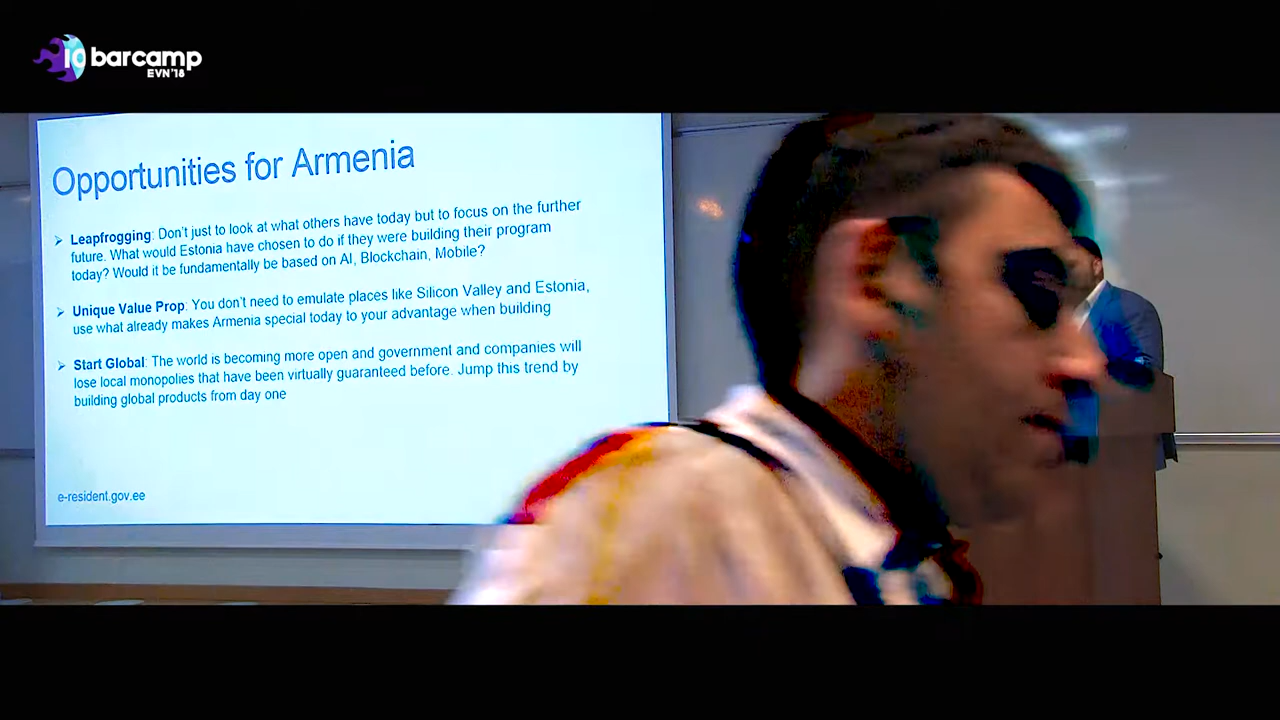 10 barcamp
EVN'18
Opportunities for Armenia
➢ Leapfrogging: Don't just to look at what others have today but to focus on the further
future. What would Estonia have chosen to do if they were building their program
today? Would it be fundamentally be based on AI, Blockchain, Mobile?
➢ Unique Value Prop: You don't need to emulate places like Silicon Valley and Estonia,
use what already makes Armenia special today to your advantage when building
➢ Start Global: The world is becoming more open and government and companies will
lose local monopolies that have been virtually guaranteed before. Jump this trend by
building global products from day one
e-resident.gov.ee